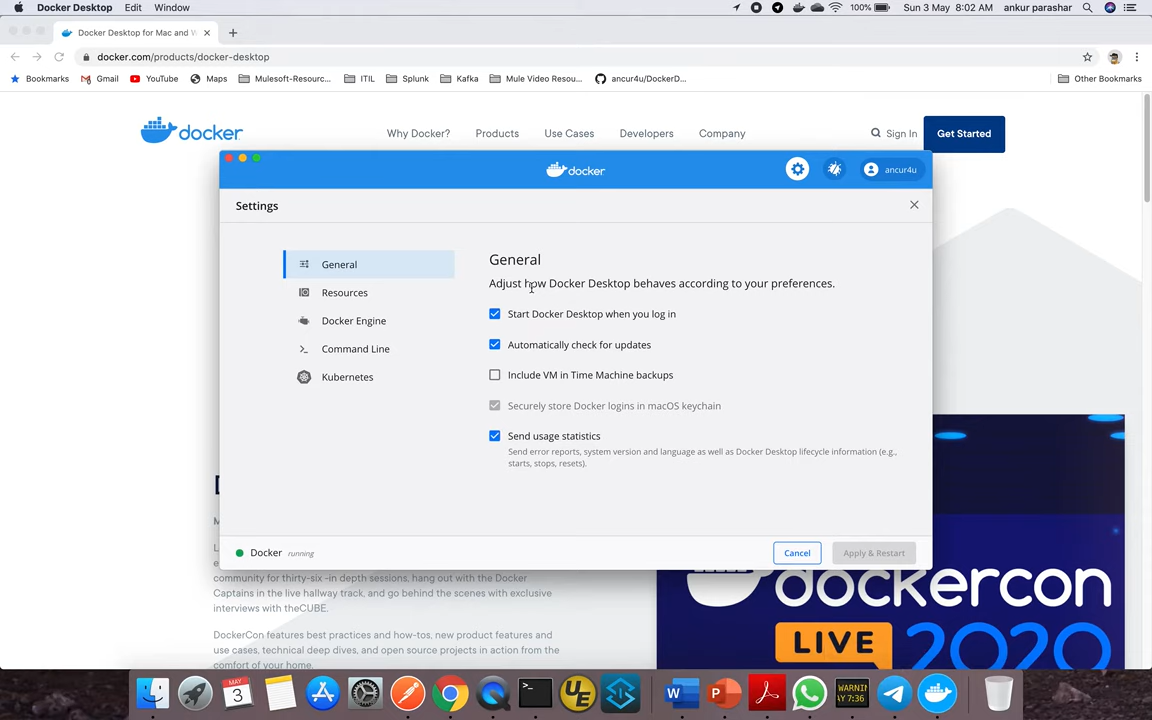 Docker Desktop Edit Window 100% Sun 3 May 8:02 AM ankur parashar
Docker Desktop for Mac and W
docker.com/products/docker-desktop
Bookmarks Gmail YouTube Maps Mulesoft-Resourc... ITIL Splunk Kafka Mule Video Resou... ancur4u/DockerD... Other Bookmarks
docker Why Docker? Products Use Cases Developers Company Sign In Get Started
docker ancur4u
Settings
General
Resources
Docker Engine
Command Line
Kubernetes
General
Adjust how Docker Desktop behaves according to your preferences.
Start Docker Desktop when you log in
Automatically check for updates
Include VM in Time Machine backups
Securely store Docker logins in macOS keychain
Send usage statistics
Send error reports, system version and language as well as Docker Desktop lifecycle information (e.g.,
starts, stops, resets).
Docker running Cancel Apply & Restart
community for thirty-six -in depth sessions, hang out with the Docker
Captains in the live hallway track, and go behind the scenes with exclusive
interviews with theCUBE.
DockerCon features best practices and how-tos, new product features and
use cases, technical deep dives, and open source projects in action from the
comfort of your home.
dockercon
LIVE 2020
MAY
3
UE
W
P
WARNIN
Y 7:36